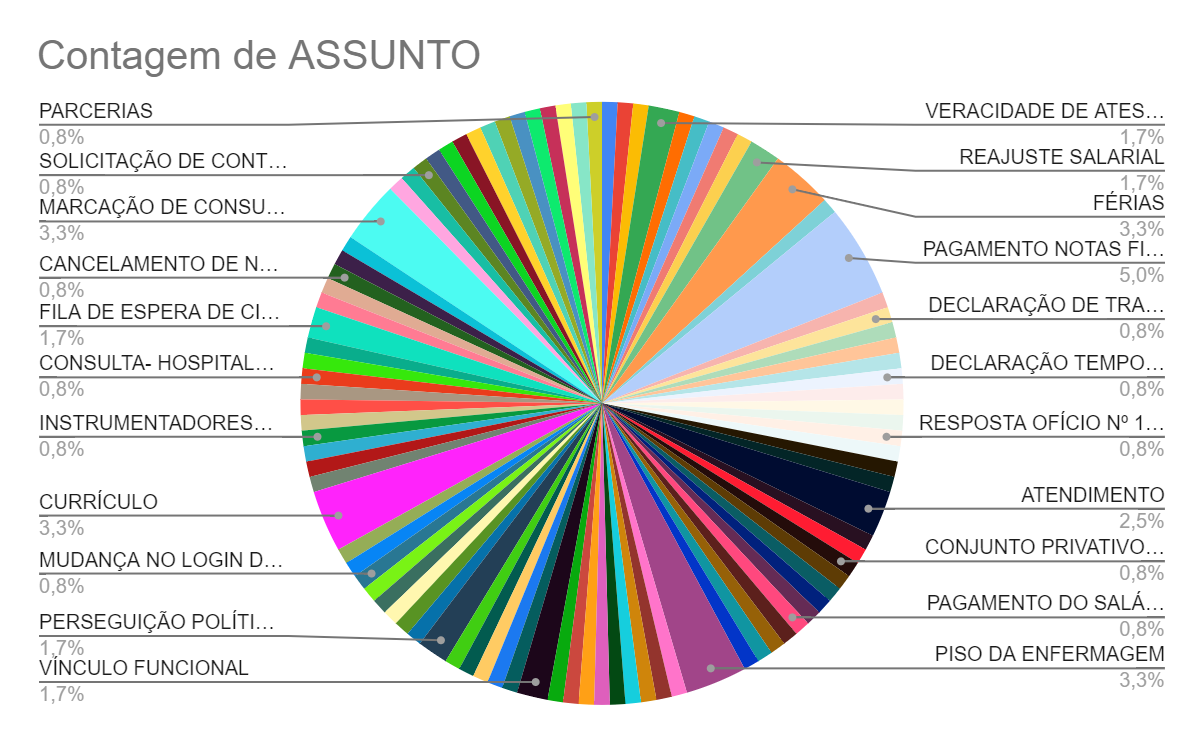 Contagem de ASSUNTO
PARCERIAS
0,8%
SOLICITAÇÃO DE CONT…
0,8%
MARCAÇÃO DE CONSU…
3,3%
CANCELAMENTO DE N…
0,8%
FILA DE ESPERA DE CI…
1,7%
CONSULTA- HOSPITAL…
0,8%
INSTRUMENTADORES…
0,8%
CURRÍCULO
3,3%
MUDANÇA NO LOGIN D…
0,8%
PERSEGUIÇÃO POLÍTI…
1,7%
VÍNCULO FUNCIONAL
1,7%
VERACIDADE DE ATES…
1,7%
REAJUSTE SALARIAL
1,7%
FÉRIAS
3,3%
PAGAMENTO NOTAS FI…
5,0%
DECLARAÇÃO DE TRA…
0,8%
DECLARAÇÃO TEMPO…
0,8%
RESPOSTA OFÍCIO Nº 1…
0,8%
ATENDIMENTO
2,5%
CONJUNTO PRIVATIVO…
0,8%
PAGAMENTO DO SALÁ…
0,8%
PISO DA ENFERMAGEM
3,3%